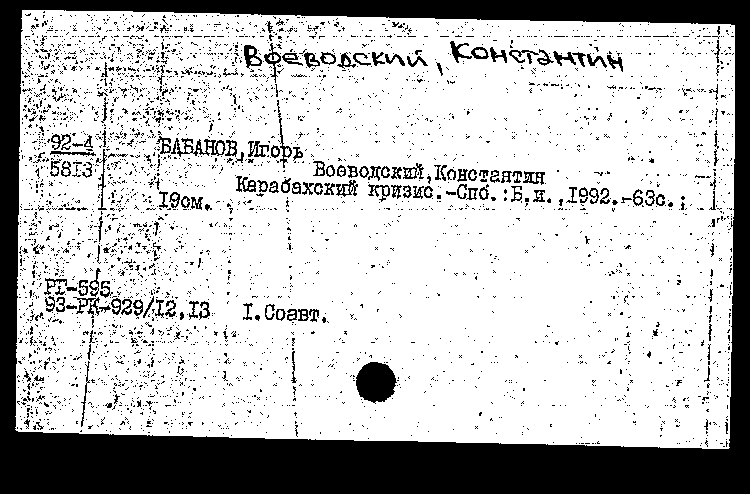 Воеводский, Константин
92-4
5813
БАБАНОВ,Игорь
Воеводский,Константин
Карабахский кризис.-Спб.:Б.и.,1992.-63с.;
19см.
РГ-595
93-РК-929/12,13 1.Соавт.